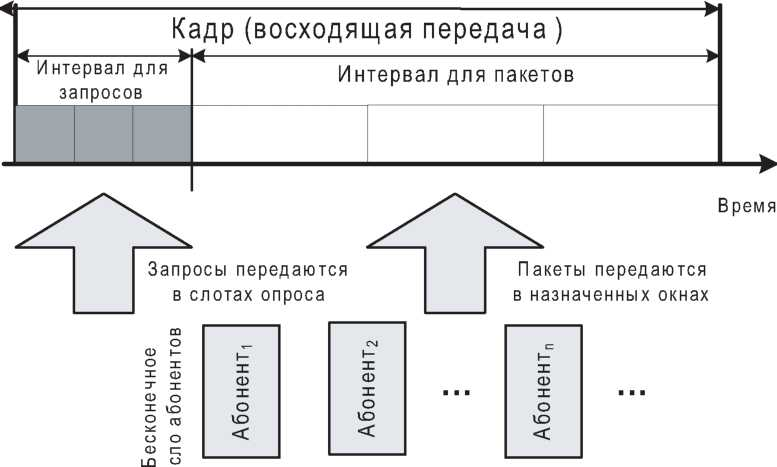 Кадр (восходящая передача )
Интервал для
запросов
Интервал для пакетов
Время
Запросы передаются
в слотах опроса
Пакеты передаются
в назначенных окнах
Бесконечное
сло абонентов
Абонент1
Абонент2
...
Абонентn
...